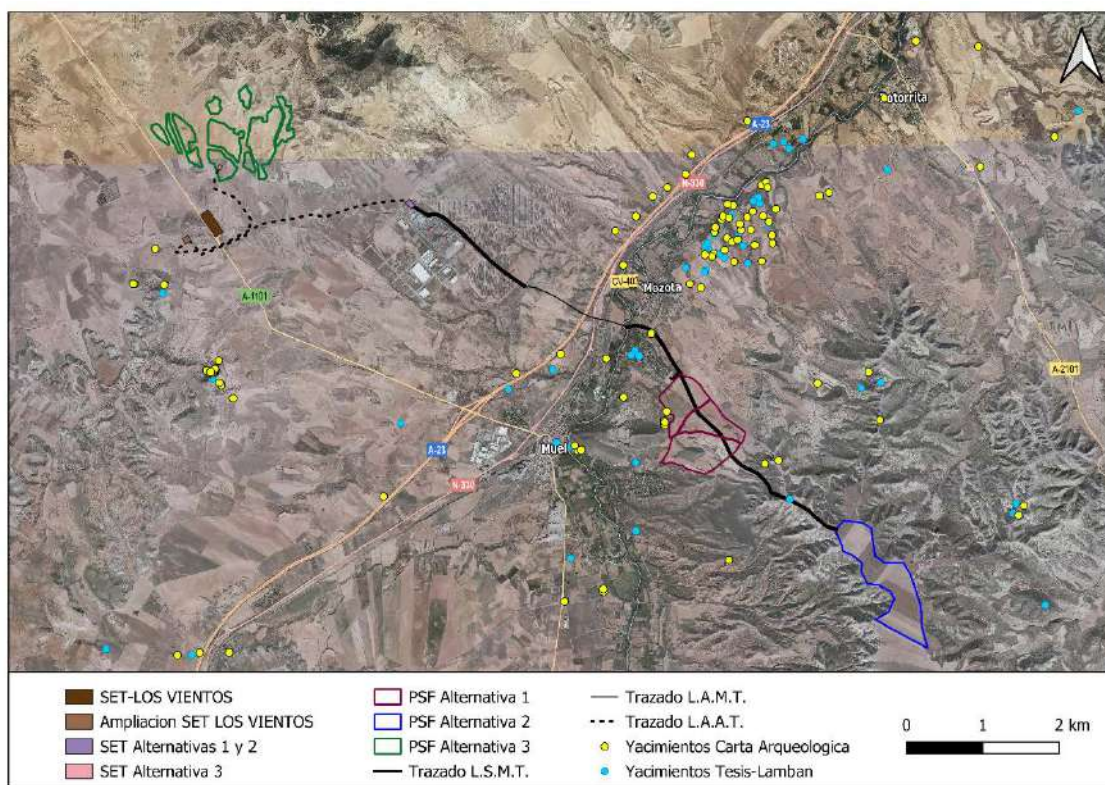 otorrita
A-23
N-330
CV-401
Mozota
A-1101
A-2101
Muel
A-23
N-330
SET-LOS VIENTOS
Ampliacion SET LOS VIENTOS
SET Alternativas 1 y 2
SET Alternativa 3
PSF Alternativa 1
PSF Alternativa 2
PSF Alternativa 3
Trazado L.S.M.T.
Trazado L.A.M.T.
Trazado L.A.A.T.
Yacimientos Carta Arqueologica
Yacimientos Tesis-Lamban
0 1 2 km